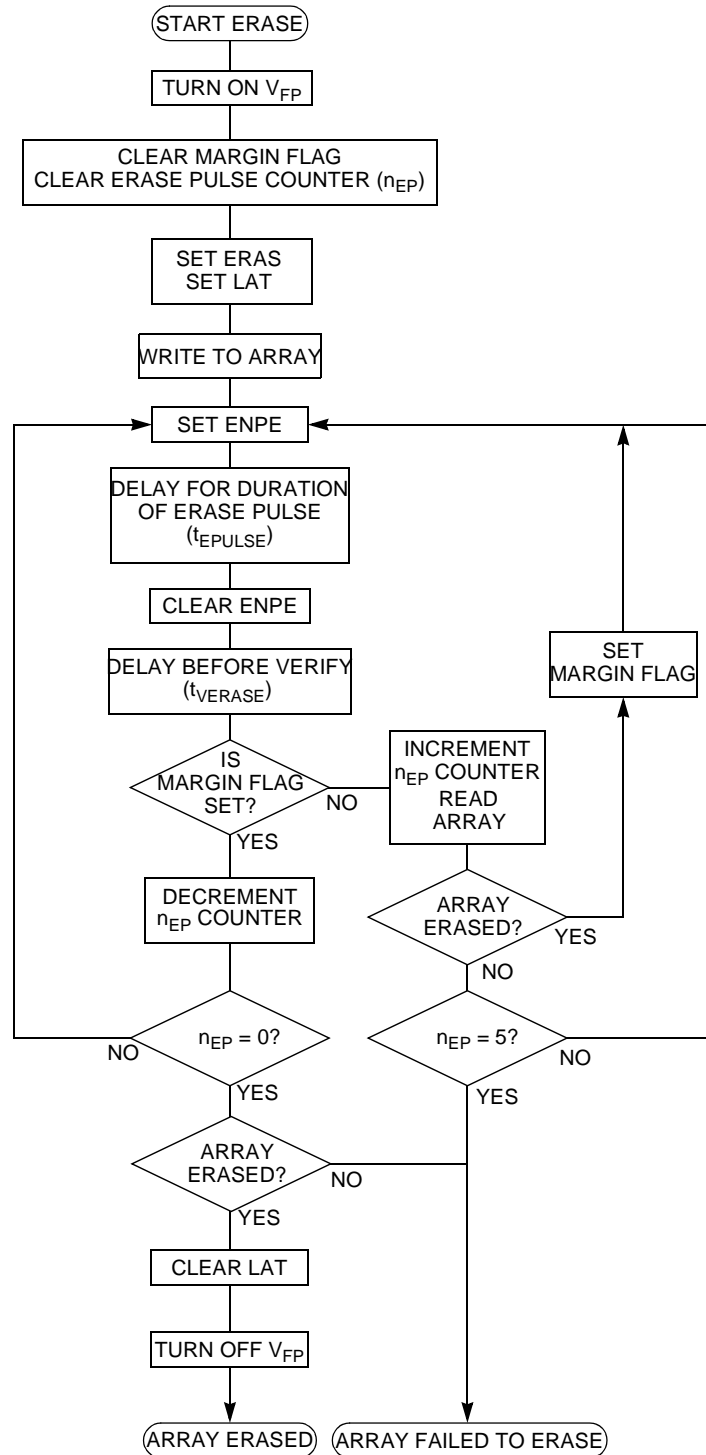 START ERASE
TURN ON VFP
CLEAR MARGIN FLAG
CLEAR ERASE PULSE COUNTER (nEP)
SET ERAS
SET LAT
WRITE TO ARRAY
SET ENPE
DELAY FOR DURATION
OF ERASE PULSE
(tEPULSE)
CLEAR ENPE
DELAY BEFORE VERIFY
(tVERASE)
SET
MARGIN FLAG
IS
MARGIN FLAG
SET?
NO
YES
INCREMENT
nEP COUNTER
READ
ARRAY
DECREMENT
nEP COUNTER
ARRAY
ERASED?
YES
NO
nEP = 0?
NO
YES
nEP = 5?
NO
YES
ARRAY
ERASED?
NO
YES
CLEAR LAT
TURN OFF VFP
ARRAY ERASED
ARRAY FAILED TO ERASE